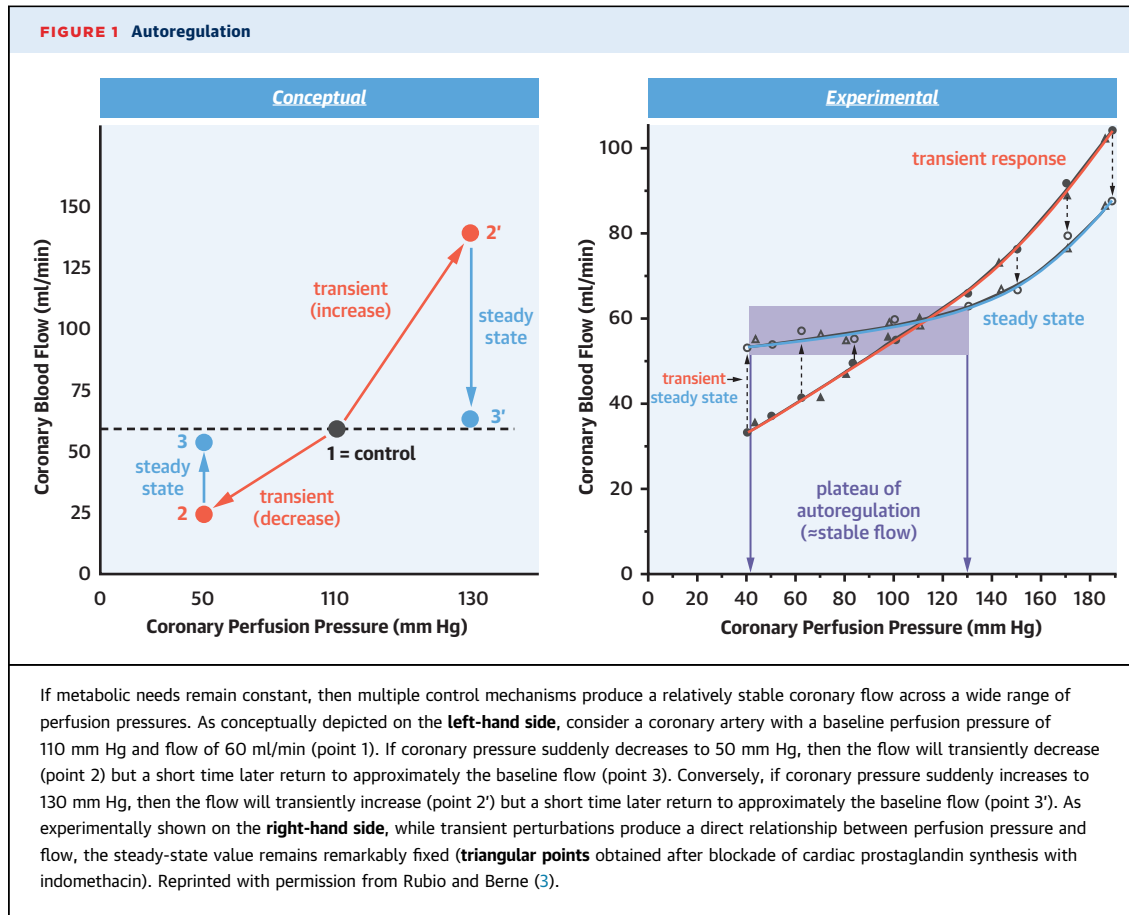 FIGURE 1 Autoregulation
Conceptual
Coronary Blood Flow (ml/min)
150
125
100
75
50
25
0
2′
transient
(increase)
steady
state
3′
3
steady
state
2
1 = control
transient
(decrease)
0
50
110
130
Coronary Perfusion Pressure (mm Hg)
Experimental
Coronary Blood Flow (ml/min)
100
80
60
40
20
0
transient response
steady state
transient
steady state
plateau of
autoregulation
(≈stable flow)
0 20 40 60 80 100 120 140 160 180
Coronary Perfusion Pressure (mm Hg)
If metabolic needs remain constant, then multiple control mechanisms produce a relatively stable coronary flow across a wide range of
perfusion pressures. As conceptually depicted on the left-hand side, consider a coronary artery with a baseline perfusion pressure of
110 mm Hg and flow of 60 ml/min (point 1). If coronary pressure suddenly decreases to 50 mm Hg, then the flow will transiently decrease
(point 2) but a short time later return to approximately the baseline flow (point 3). Conversely, if coronary pressure suddenly increases to
130 mm Hg, then the flow will transiently increase (point 2′) but a short time later return to approximately the baseline flow (point 3′). As
experimentally shown on the right-hand side, while transient perturbations produce a direct relationship between perfusion pressure and
flow, the steady-state value remains remarkably fixed (triangular points obtained after blockade of cardiac prostaglandin synthesis with
indomethacin). Reprinted with permission from Rubio and Berne (3).